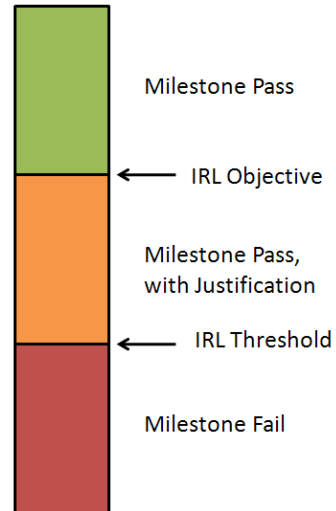 Milestone Pass
IRL Objective
Milestone Pass,
with Justification
IRL Threshold
Milestone Fail